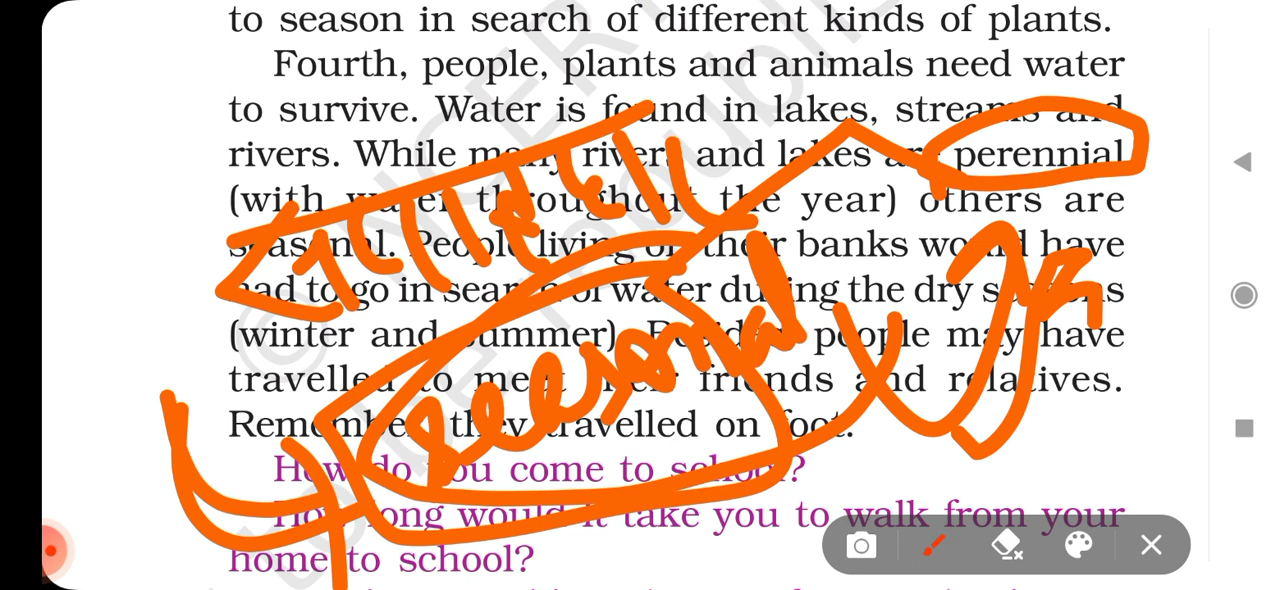 to season in search of different kinds of plants.
Fourth, people, plants and animals need water
to survive. Water is found in lakes, streams and
rivers. While many rivers and lakes are perennial
(with water throughout the year) others are
seasonal. People living on their banks would have
had to go in search of water during the dry seasons
(winter and summer). Besides, people may have
travelled to meet their friends and relatives.
Remember, they travelled on foot.
How do you come to school?
How long would it take you to walk from your
home to school?